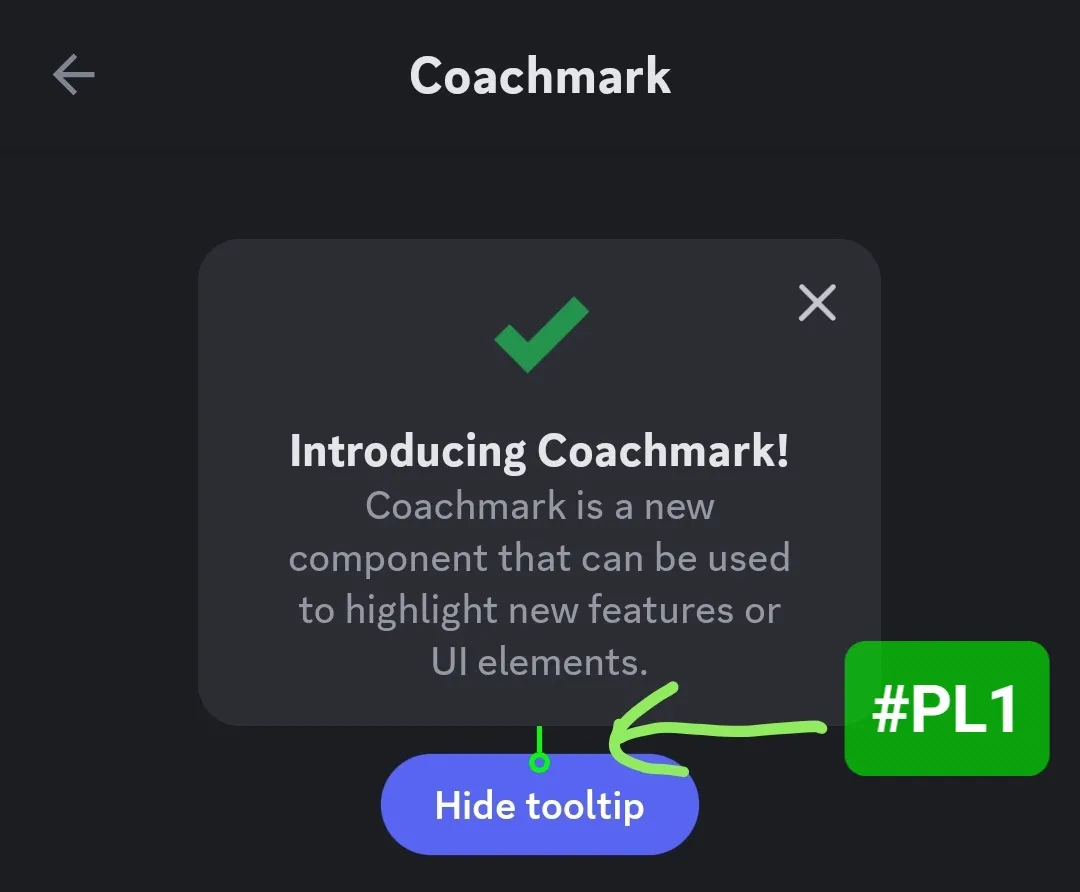 Coachmark
Introducing Coachmark!
Coachmark is a new
component that can be used
to highlight new features or
UI elements.
#PL1
Hide tooltip